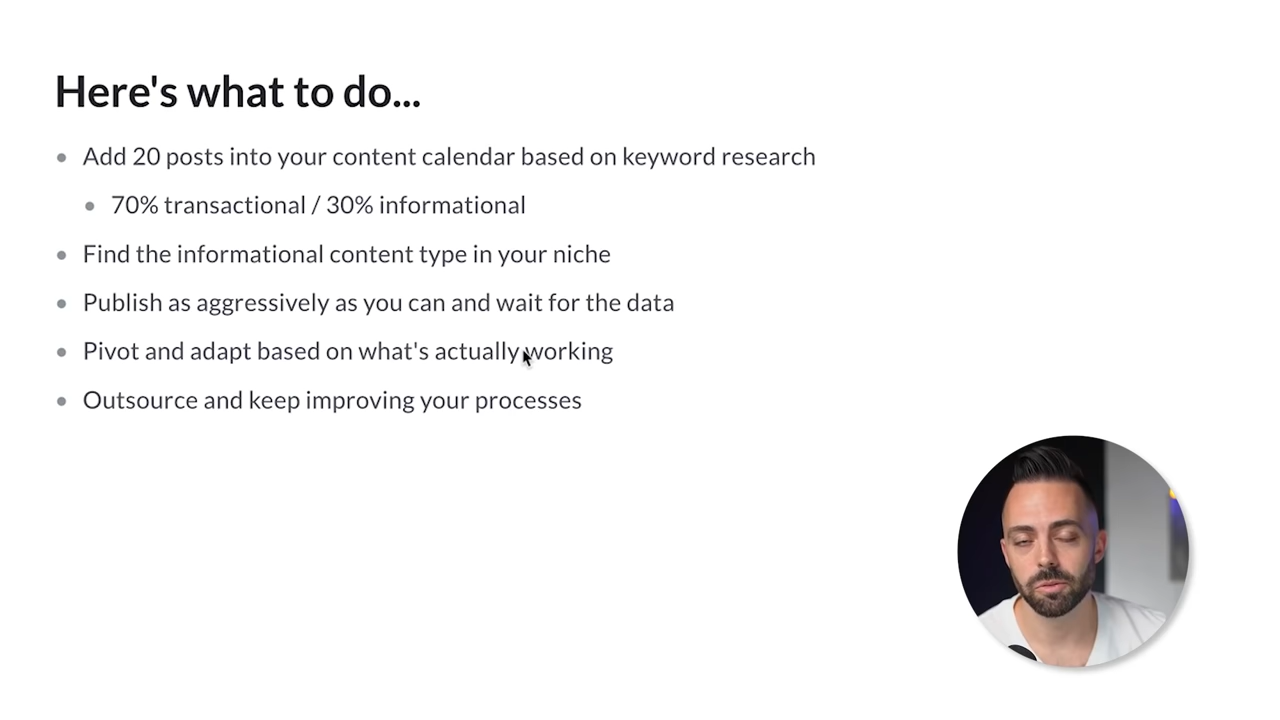 Here's what to do...
Add 20 posts into your content calendar based on keyword research
70% transactional / 30% informational
Find the informational content type in your niche
Publish as aggressively as you can and wait for the data
Pivot and adapt based on what's actually working
Outsource and keep improving your processes